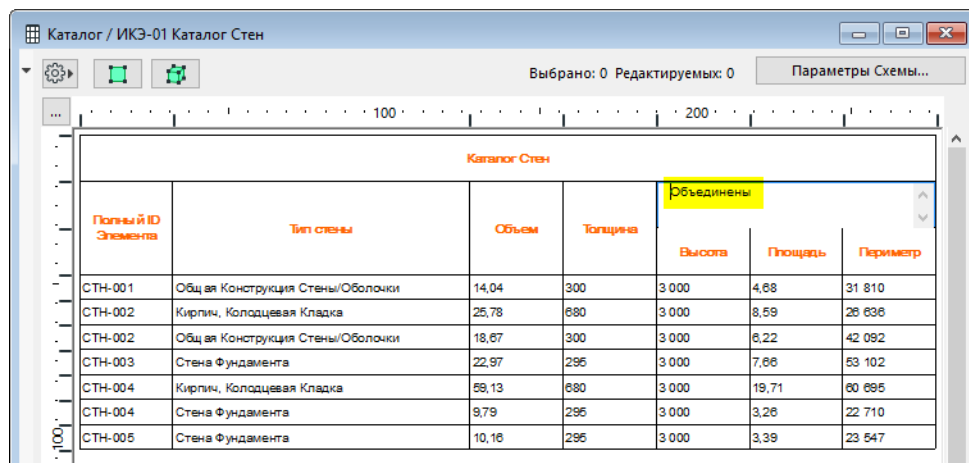 Каталог / ИКЭ-01 Каталог Стен
Выбрано: 0 Редактируемых: 0 Параметры Схемы...
... 100 200
Каталог Стен
Полный ID Элемента Тип стены Объем Толщина Объединены
Высота Площадь Периметр
СТН-001 Общая Конструкция Стены/Оболочки 14,04 300 3 000 4,68 31 810
СТН-002 Кирпич, Колодцевая Кладка 25,78 680 3 000 8,59 26 636
СТН-002 Общая Конструкция Стены/Оболочки 18,67 300 3 000 6,22 42 092
СТН-003 Стена Фундамента 22,97 295 3 000 7,66 53 102
СТН-004 Кирпич, Колодцевая Кладка 59,13 680 3 000 19,71 60 695
СТН-004 Стена Фундамента 9,79 295 3 000 3,26 22 710
СТН-005 Стена Фундамента 10,16 295 3 000 3,39 23 547
100